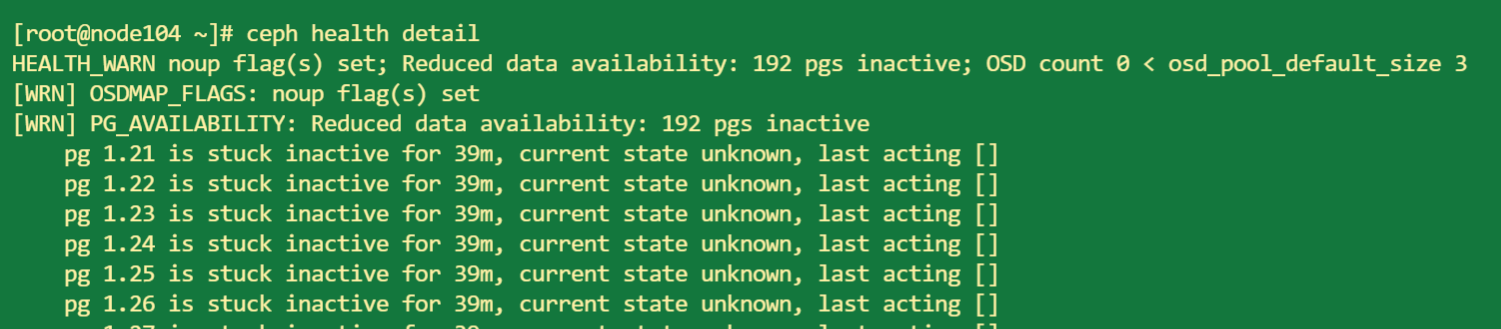 [root@node104 ~]# ceph health detail
HEALTH_WARN noup flag(s) set; Reduced data availability: 192 pgs inactive; OSD count 0 < osd_pool_default_size 3
[WRN] OSDMAP_FLAGS: noup flag(s) set
[WRN] PG_AVAILABILITY: Reduced data availability: 192 pgs inactive
    pg 1.21 is stuck inactive for 39m, current state unknown, last acting []
    pg 1.22 is stuck inactive for 39m, current state unknown, last acting []
    pg 1.23 is stuck inactive for 39m, current state unknown, last acting []
    pg 1.24 is stuck inactive for 39m, current state unknown, last acting []
    pg 1.25 is stuck inactive for 39m, current state unknown, last acting []
    pg 1.26 is stuck inactive for 39m, current state unknown, last acting []